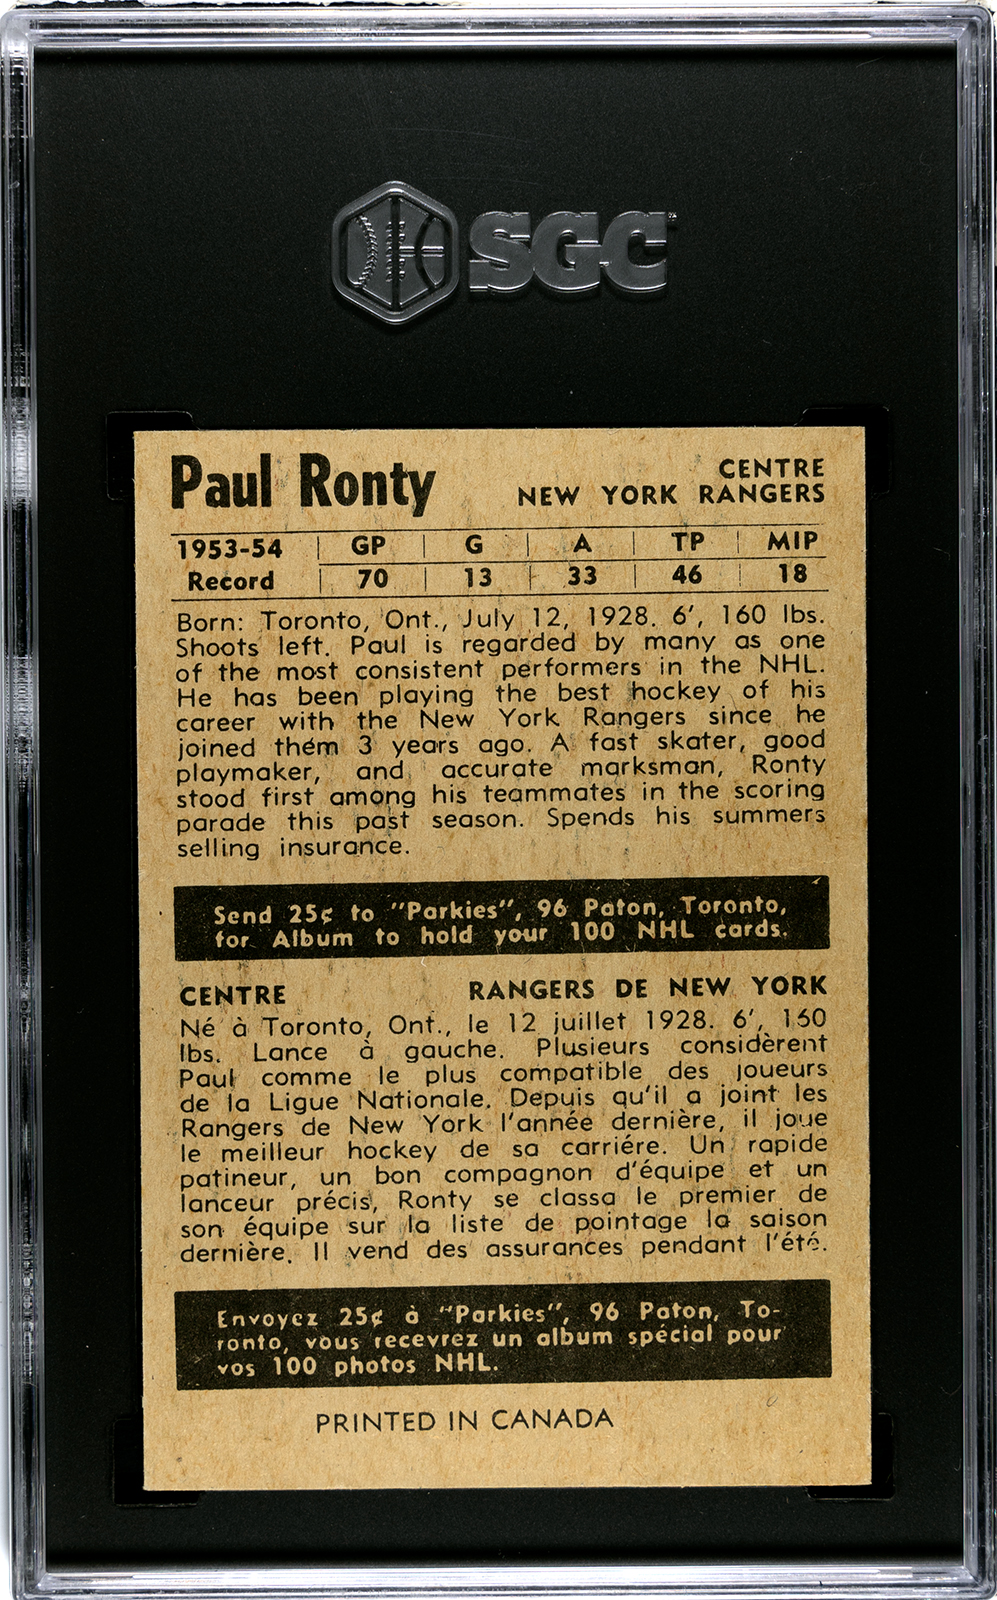 SGC
Paul Ronty
CENTRE
NEW YORK RANGERS
1953-54 GP G A TP MIP
Record 70 13 33 46 18
Born: Toronto, Ont., July 12, 1928. 6', 160 lbs.
Shoots left. Paul is regarded by many as one
of the most consistent performers in the NHL.
He has been playing the best hockey of his
career with the New York Rangers since he
joined them 3 years ago. A fast skater, good
playmaker, and accurate marksman, Ronty
stood first among his teammates in the scoring
parade this past season. Spends his summers
selling insurance.
Send 25¢ to "Parkies", 96 Paton, Toronto,
for Album to hold your 100 NHL cards.
CENTRE RANGERS DE NEW YORK
Né à Toronto, Ont., le 12 juillet 1928. 6', 160
lbs. Lance à gauche. Plusieurs considèrent
Paul comme le plus compatible des joueurs
de la Ligue Nationale. Depuis qu'il a joint les
Rangers de New York l'année dernière, il joue
le meilleur hockey de sa carriére. Un rapide
patineur, un bon compagnon d'équipe et un
lanceur précis, Ronty se classa le premier de
son équipe sur la liste de pointage la saison
dernière. Il vend des assurances pendant l'été.
Envoyez 25¢ à "Parkies", 96 Paton, To-
ronto, vous recevrez un album spécial pour
vos 100 photos NHL.
PRINTED IN CANADA